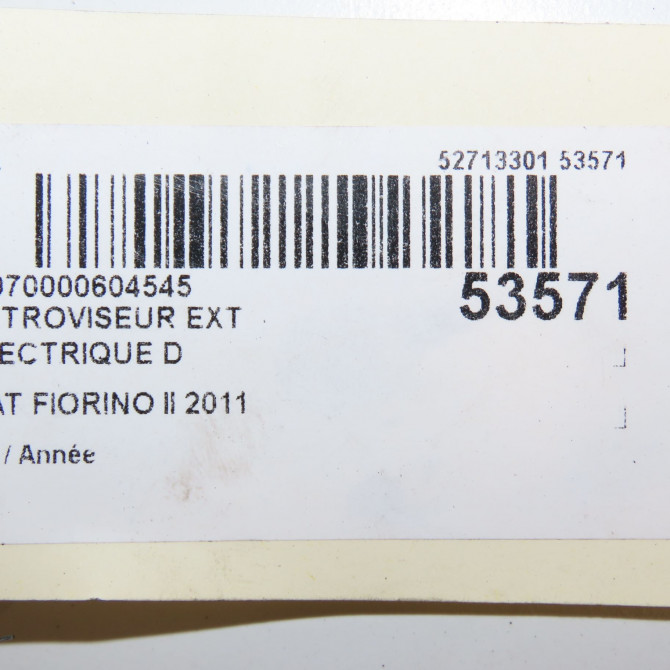 52713301 53571
070000604545
53571
TROVISEUR EXT
ECTRIQUE D
AT FIORINO II 2011
/ Année